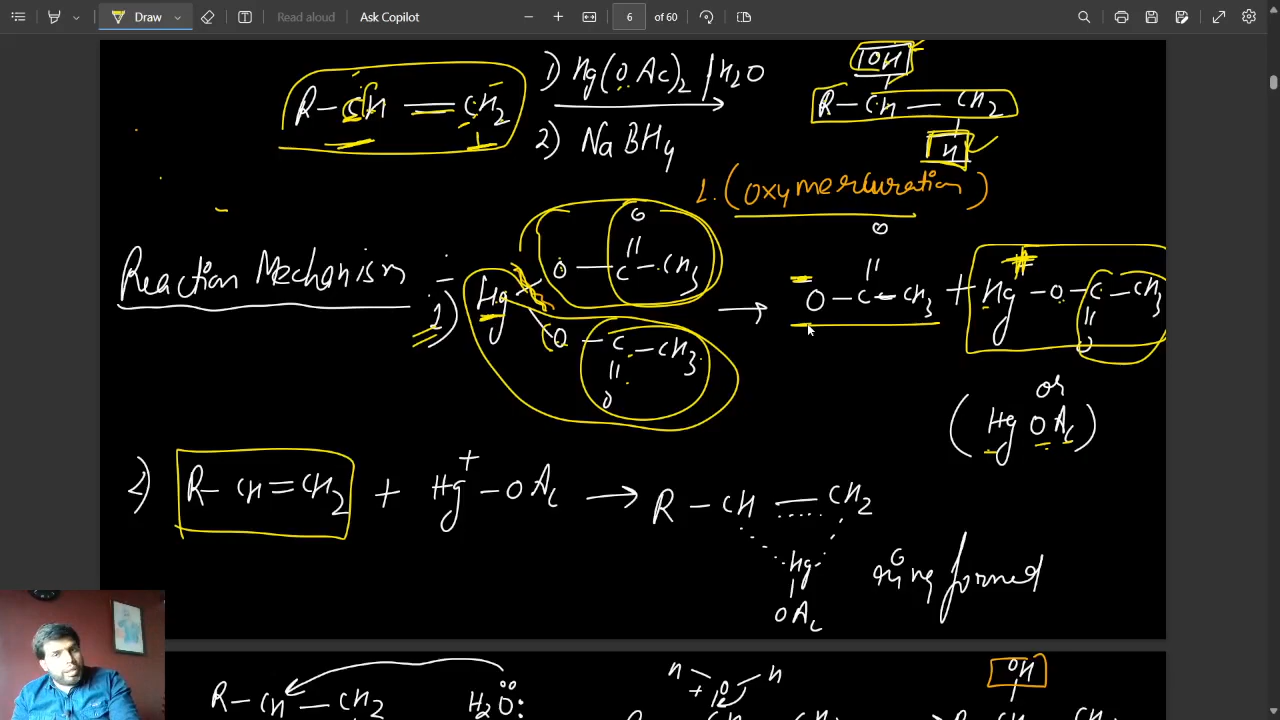 Draw
Read aloud
Ask Copilot
6 of 60
R - CH = CH2
1) Hg(OAc)2 / H2O
2) NaBH4
OH
R - CH — CH2
H
1. (oxymercuration)
Reaction Mechanism
1)
O
Hg O — C - CH3
O — C - CH3
O
→
O
O — C - CH3 + Hg - O - C - CH3
O
or
(Hg OAc)
2) R - CH = CH2 + Hg+ - OAc → R - CH — CH2
Hg
OAc
ring formed
R - CH — CH2
H2O:
H
O
+
H
OH